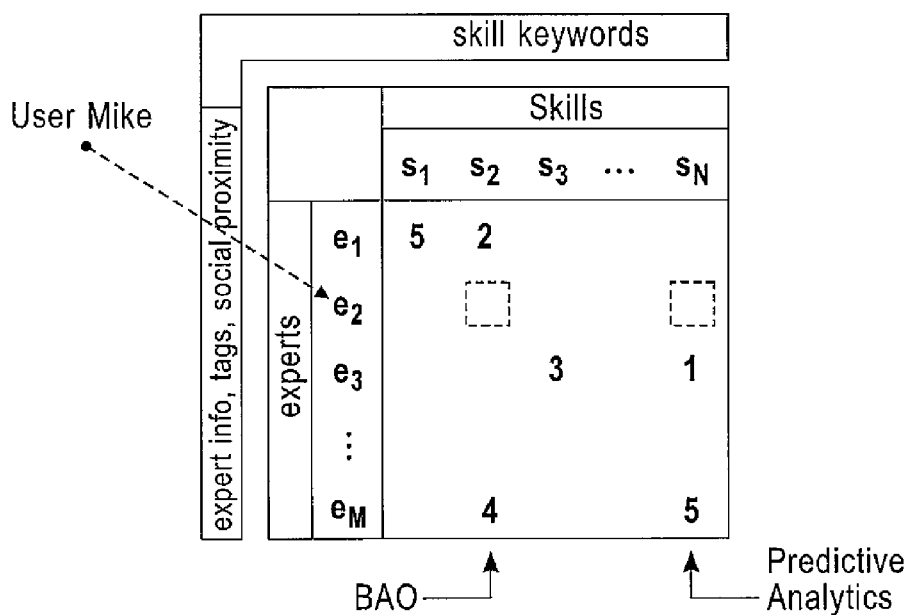 skill keywords
User Mike
expert info, tags, social proximity
Skills
s1 s2 s3 ... sN
experts
e1 5 2
e2
e3 3 1
...
eM 4 5
BAO
Predictive
Analytics